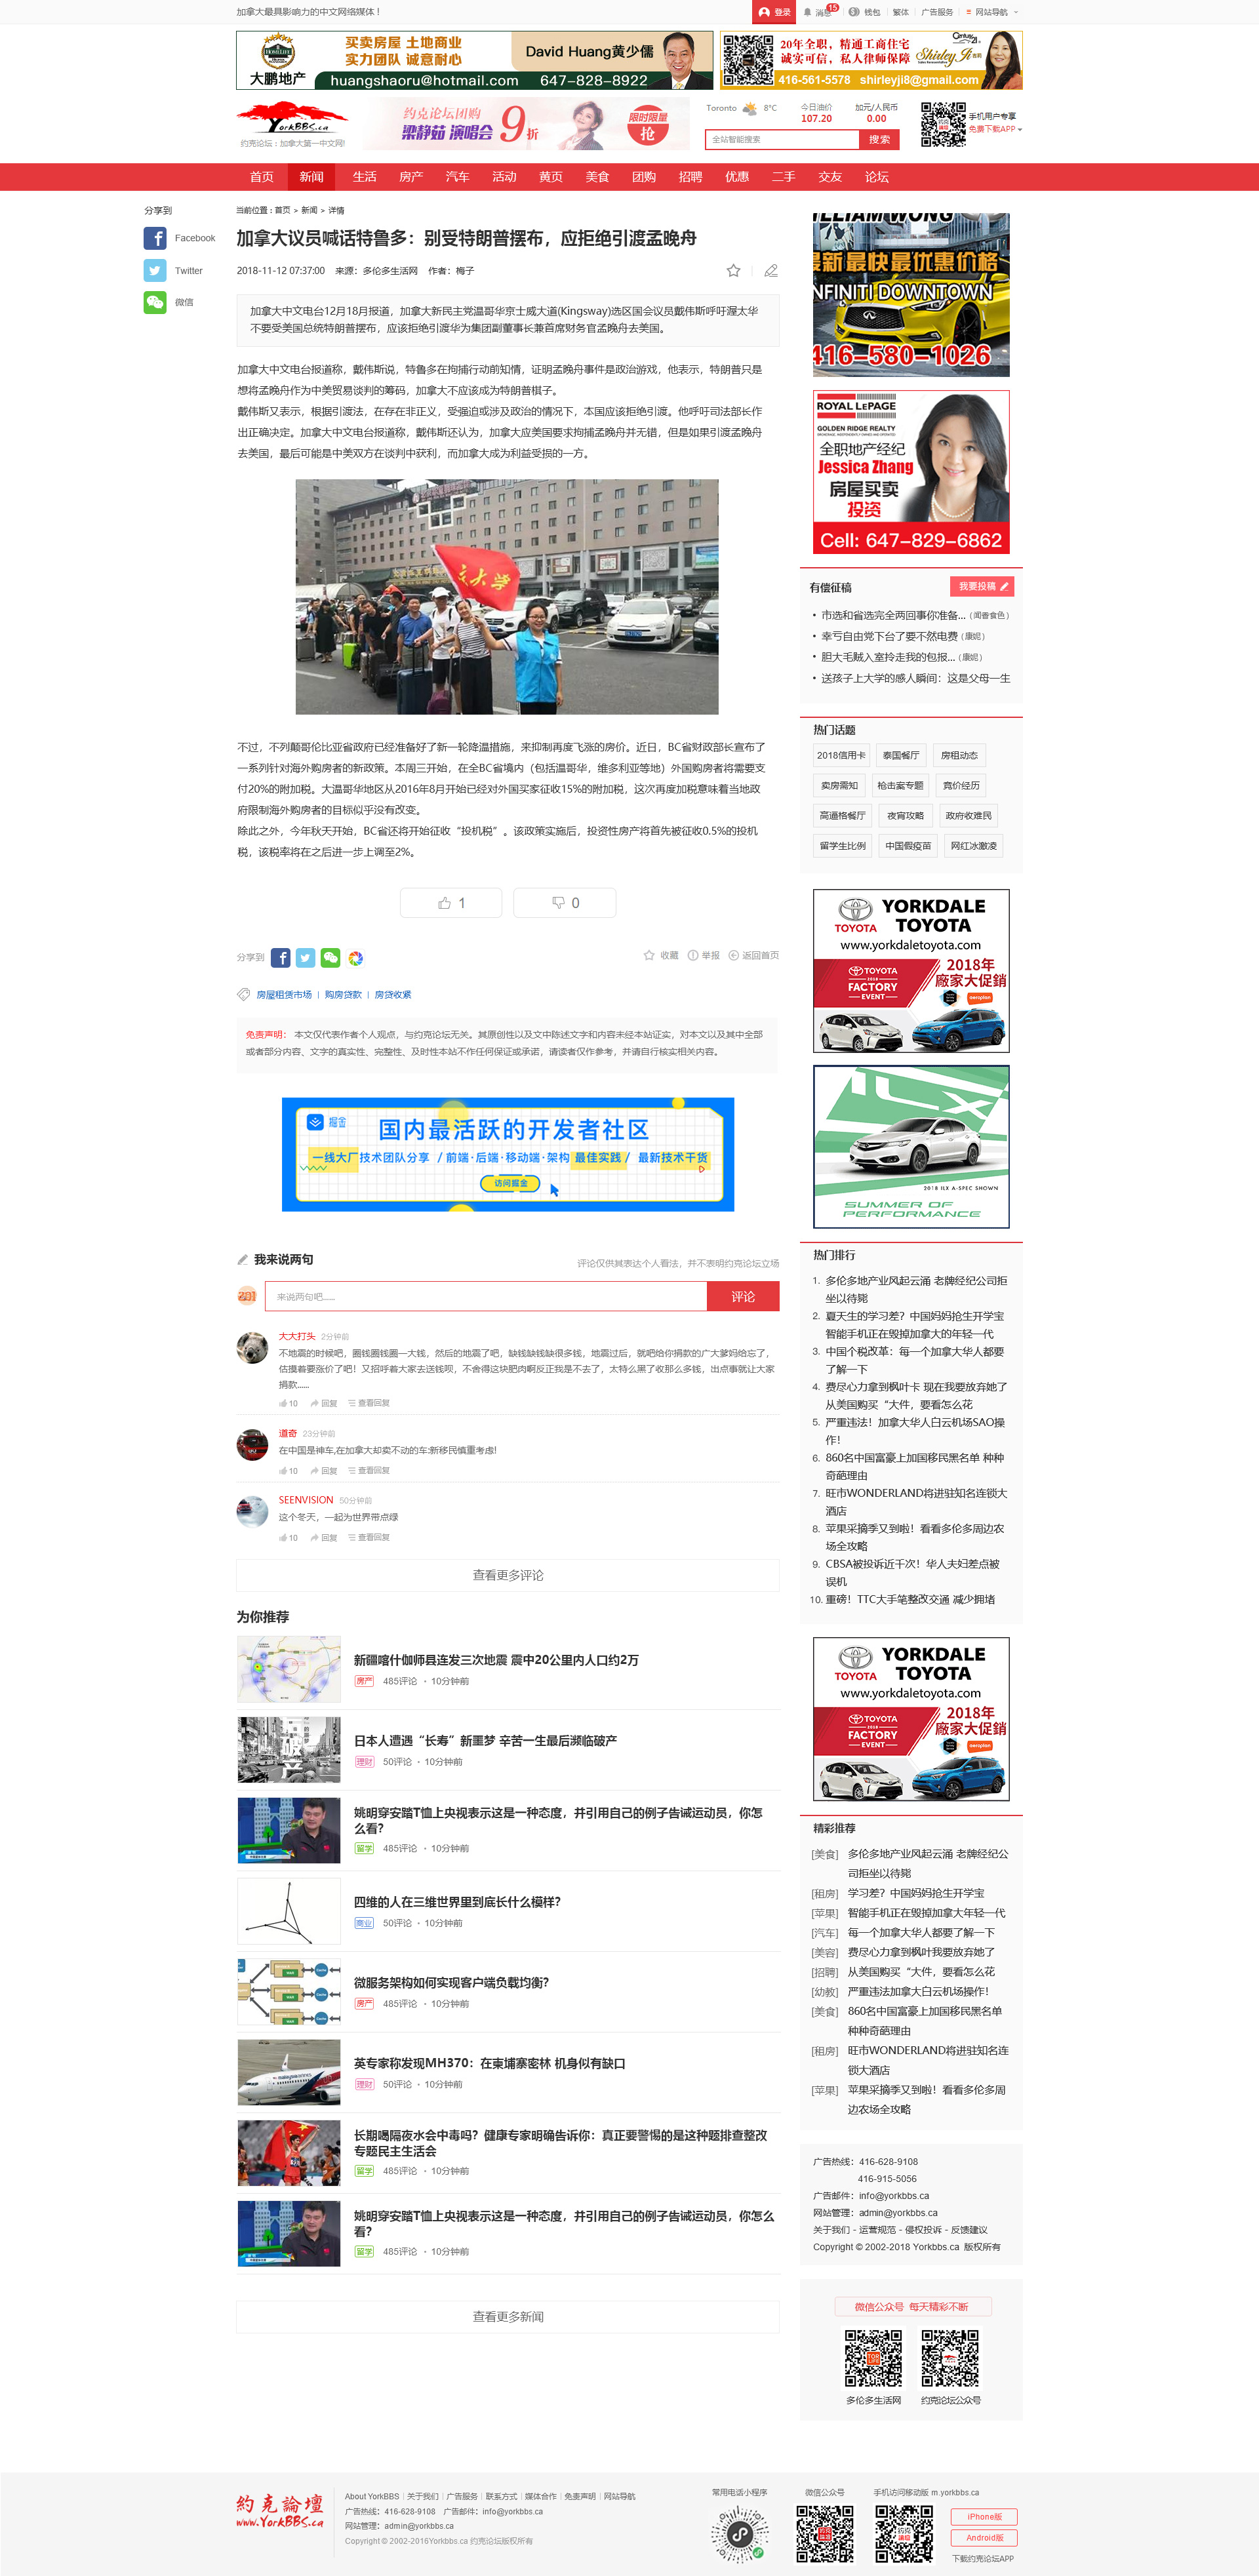 加拿大最具影响力的中文网络媒体！
登录 消息 15 钱包 繁体 广告服务 网站导航
买卖房屋 土地商业
实力团队 诚意耐心
David Huang黄少儒
大鹏地产 huangshaoru@hotmail.com 647-828-8922
20年全职，精通工商住宅
诚实可信，私人律师保障
Century 21
Shirley Ji
416-561-5578 shirleyji8@gmail.com
YorkBBS.ca
约克论坛：加拿大第一中文网!
约克论坛团购
梁静茹 演唱会 9折
限时限量
抢
Toronto 8°C 今日油价 107.20 加元/人民币 0.00
全站智能搜索 搜索
手机用户专享
免费下载APP
首页 新闻 生活 房产 汽车 活动 黄页 美食 团购 招聘 优惠 二手 交友 论坛
分享到
Facebook
Twitter
微信
当前位置：首页 > 新闻 > 详情
加拿大议员喊话特鲁多：别受特朗普摆布，应拒绝引渡孟晚舟
2018-11-12 07:37:00 来源：多伦多生活网 作者：梅子
加拿大中文电台12月18日报道，加拿大新民主党温哥华京士威大道(Kingsway)选区国会议员戴伟斯呼吁渥太华
不要受美国总统特朗普摆布，应该拒绝引渡华为集团副董事长兼首席财务官孟晚舟去美国。
加拿大中文电台报道称，戴伟斯说，特鲁多在拘捕行动前知情，证明孟晚舟事件是政治游戏，他表示，特朗普只是
想将孟晚舟作为中美贸易谈判的筹码，加拿大不应该成为特朗普棋子。
戴伟斯又表示，根据引渡法，在存在非正义，受强迫或涉及政治的情况下，本国应该拒绝引渡。他呼吁司法部长作
出正确决定。加拿大中文电台报道称，戴伟斯还认为，加拿大应美国要求拘捕孟晚舟并无错，但是如果引渡孟晚舟
去美国，最后可能是中美双方在谈判中获利，而加拿大成为利益受损的一方。
交大学
不过，不列颠哥伦比亚省政府已经准备好了新一轮降温措施，来抑制再度飞涨的房价。近日，BC省财政部长宣布了
一系列针对海外购房者的新政策。本周三开始，在全BC省境内（包括温哥华，维多利亚等地）外国购房者将需要支
付20%的附加税。大温哥华地区从2016年8月开始已经对外国买家征收15%的附加税，这次再度加税意味着当地政
府限制海外购房者的目标似乎没有改变。
除此之外，今年秋天开始，BC省还将开始征收“投机税”。该政策实施后，投资性房产将首先被征收0.5%的投机
税，该税率将在之后进一步上调至2%。
1 0
分享到
收藏 举报 返回首页
房屋租赁市场 | 购房贷款 | 房贷收紧
免责声明： 本文仅代表作者个人观点，与约克论坛无关。其原创性以及文中陈述文字和内容未经本站证实，对本文以及其中全部
或者部分内容、文字的真实性、完整性、及时性本站不作任何保证或承诺，请读者仅作参考，并请自行核实相关内容。
掘金
国内最活跃的开发者社区
一线大厂技术团队分享 / 前端·后端·移动端·架构 最佳实践 / 最新技术干货
访问掘金
我来说两句
评论仅供其表达个人看法，并不表明约克论坛立场
来说两句吧......
评论
大大打头 2分钟前
不地震的时候吧，圈钱圈钱圈—大钱，然后的地震了吧，缺钱缺钱缺很多钱，地震过后，就吧给你捐款的广大爹妈给忘了，
估摸着要涨价了吧！又招呼着大家去送钱呗，不舍得这块肥肉啊反正我是不去了，太特么黑了收那么多钱，出点事就让大家
捐款......
10 回复 查看回复
道奇 23分钟前
在中国是神车,在加拿大却卖不动的车:新移民慎重考虑!
10 回复 查看回复
SEENVISION 50分钟前
这个冬天，一起为世界带点绿
10 回复 查看回复
查看更多评论
为你推荐
新疆喀什伽师县连发三次地震 震中20公里内人口约2万
房产 485评论 · 10分钟前
日本人遭遇“长寿”新噩梦 辛苦一生最后濒临破产
理财 50评论 · 10分钟前
姚明穿安踏T恤上央视表示这是一种态度，并引用自己的例子告诫运动员，你怎
么看？
留学 485评论 · 10分钟前
四维的人在三维世界里到底长什么模样？
商业 50评论 · 10分钟前
微服务架构如何实现客户端负载均衡？
房产 485评论 · 10分钟前
英专家称发现MH370：在柬埔寨密林 机身似有缺口
理财 50评论 · 10分钟前
长期喝隔夜水会中毒吗？健康专家明确告诉你：真正要警惕的是这种题排查整改
专题民主生活会
留学 485评论 · 10分钟前
姚明穿安踏T恤上央视表示这是一种态度，并引用自己的例子告诫运动员，你怎么
看？
留学 485评论 · 10分钟前
查看更多新闻
WILLIAM WONG
最新最快最优惠价格
INFINITI DOWNTOWN
416-580-1026
ROYAL LEPAGE
GOLDEN RIDGE REALTY
全职地产经纪
Jessica Zhang
房屋买卖
投资
Cell: 647-829-6862
有偿征稿 我要投稿
市选和省选完全两回事你准备... （闻香食色）
幸亏自由党下台了要不然电费（康妮）
胆大毛贼入室拎走我的包报... （康妮）
送孩子上大学的感人瞬间：这是父母一生
热门话题
2018信用卡 泰国餐厅 房租动态
卖房需知 枪击案专题 竞价经历
高逼格餐厅 夜宵攻略 政府收难民
留学生比例 中国假疫苗 网红冰激凌
YORKDALE
TOYOTA
TOYOTA
www.yorkdaletoyota.com
TOYOTA
2018
FACTORY
EVENT
2018年
廠家大促銷
aeroplan
ILX
2018 ILX A-SPEC SHOWN
SUMMER OF
PERFORMANCE
热门排行
1. 多伦多地产业风起云涌 老牌经纪公司拒
坐以待毙
2. 夏天生的学习差？中国妈妈抢生开学宝
智能手机正在毁掉加拿大的年轻一代
3. 中国个税改革：每一个加拿大华人都要
了解一下
4. 费尽心力拿到枫叶卡 现在我要放弃她了
从美国购买“大件，要看怎么花
5. 严重违法！加拿大华人白云机场SAO操
作！
6. 860名中国富豪上加国移民黑名单 种种
奇葩理由
7. 旺市WONDERLAND将进驻知名连锁大
酒店
8. 苹果采摘季又到啦！看看多伦多周边农
场全攻略
9. CBSA被投诉近千次！华人夫妇差点被
误机
10. 重磅！TTC大手笔整改交通 减少拥堵
YORKDALE
TOYOTA
TOYOTA
www.yorkdaletoyota.com
TOYOTA
2018
FACTORY
EVENT
2018年
廠家大促銷
aeroplan
精彩推荐
[美食] 多伦多地产业风起云涌 老牌经纪公
司拒坐以待毙
[租房] 学习差？中国妈妈抢生开学宝
[苹果] 智能手机正在毁掉加拿大年轻一代
[汽车] 每一个加拿大华人都要了解一下
[美容] 费尽心力拿到枫叶我要放弃她了
[招聘] 从美国购买“大件，要看怎么花
[幼教] 严重违法加拿大白云机场操作！
[美食] 860名中国富豪上加国移民黑名单
种种奇葩理由
[租房] 旺市WONDERLAND将进驻知名连
锁大酒店
[苹果] 苹果采摘季又到啦！看看多伦多周
边农场全攻略
广告热线：416-628-9108
416-915-5056
广告邮件：info@yorkbbs.ca
网站管理：admin@yorkbbs.ca
关于我们 - 运营规范 - 侵权投诉 - 反馈建议
Copyright © 2002-2018 Yorkbbs.ca 版权所有
微信公众号 每天精彩不断
多伦多生活网 约克论坛公众号
约克論壇
www.YorkBBS.ca
About YorkBBS | 关于我们 | 广告服务 | 联系方式 | 媒体合作 | 免责声明 | 网站导航
广告热线：416-628-9108 广告邮件：info@yorkbbs.ca
网站管理：admin@yorkbbs.ca
Copyright © 2002-2016Yorkbbs.ca 约克论坛版权所有
常用电话小程序 微信公众号 手机访问移动版 m.yorkbbs.ca
iPhone版
Android版
下载约克论坛APP